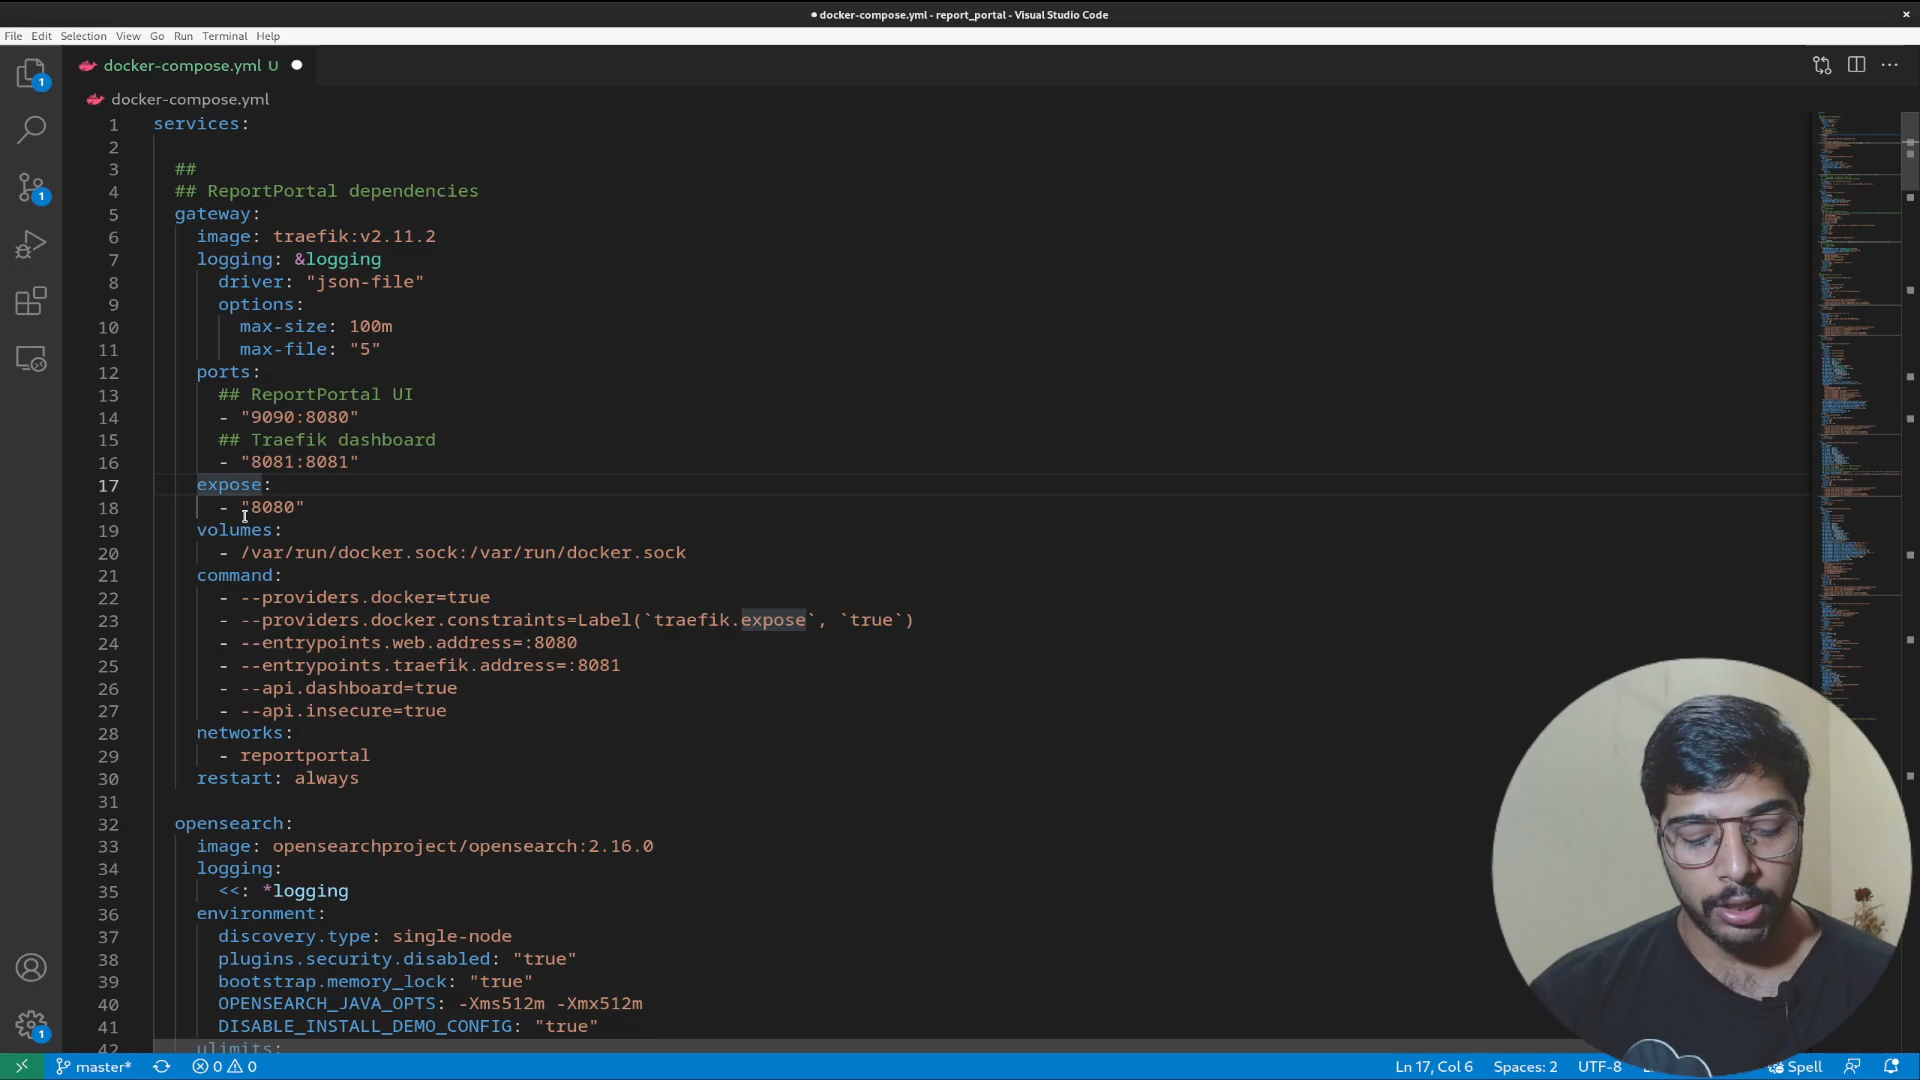 docker-compose.yml - report_portal - Visual Studio Code
File Edit Selection View Go Run Terminal Help
docker-compose.yml U
docker-compose.yml
1 services:
2
3 ##
4 ## ReportPortal dependencies
5 gateway:
6 image: traefik:v2.11.2
7 logging: &logging
8 driver: "json-file"
9 options:
10 max-size: 100m
11 max-file: "5"
12 ports:
13 ## ReportPortal UI
14 - "9090:8080"
15 ## Traefik dashboard
16 - "8081:8081"
17 expose:
18 - "8080"
19 volumes:
20 - /var/run/docker.sock:/var/run/docker.sock
21 command:
22 - --providers.docker=true
23 - --providers.docker.constraints=Label(`traefik.expose`, `true`)
24 - --entrypoints.web.address=:8080
25 - --entrypoints.traefik.address=:8081
26 - --api.dashboard=true
27 - --api.insecure=true
28 networks:
29 - reportportal
30 restart: always
31
32 opensearch:
33 image: opensearchproject/opensearch:2.16.0
34 logging:
35 <<: *logging
36 environment:
37 discovery.type: single-node
38 plugins.security.disabled: "true"
39 bootstrap.memory_lock: "true"
40 OPENSEARCH_JAVA_OPTS: -Xms512m -Xmx512m
41 DISABLE_INSTALL_DEMO_CONFIG: "true"
42 ulimits:
1
1
1
master* 0 0 Ln 17, Col 6 Spaces: 2 UTF-8 Spell